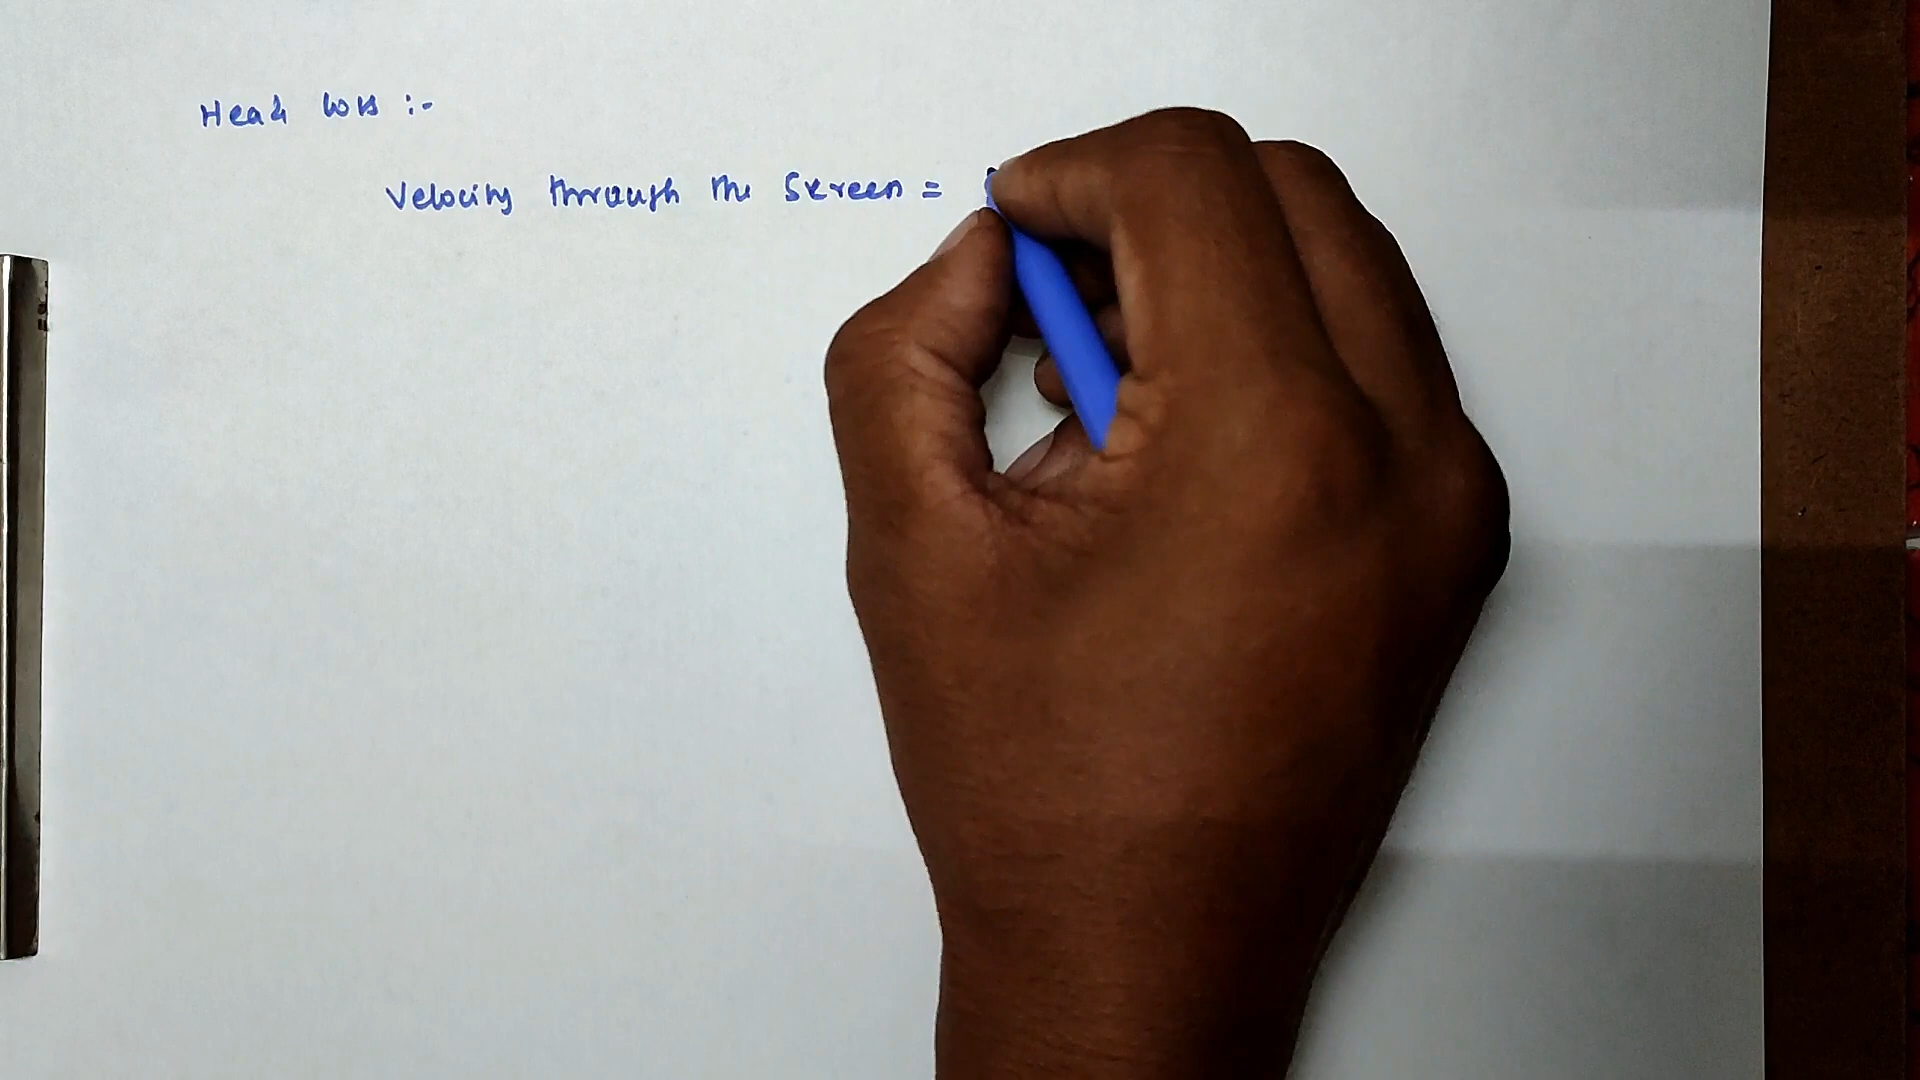 Head loss :-
Velocity through the Screen =